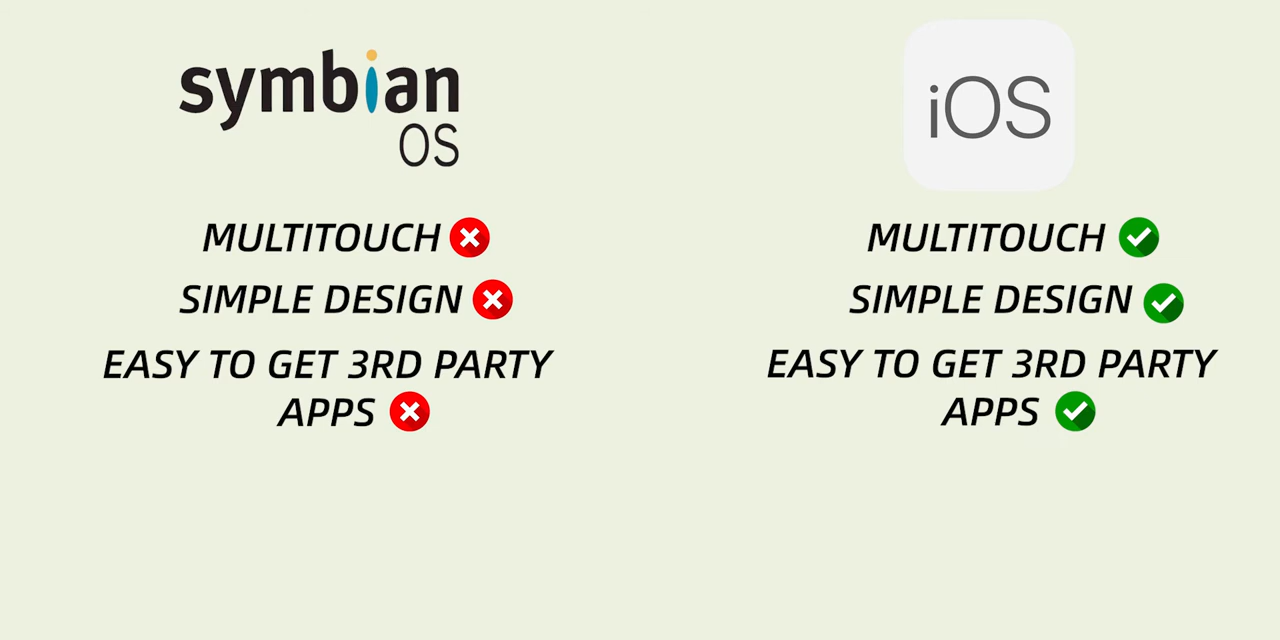 symbian
OS
MULTITOUCH
SIMPLE DESIGN
EASY TO GET 3RD PARTY
APPS
iOS
MULTITOUCH
SIMPLE DESIGN
EASY TO GET 3RD PARTY
APPS